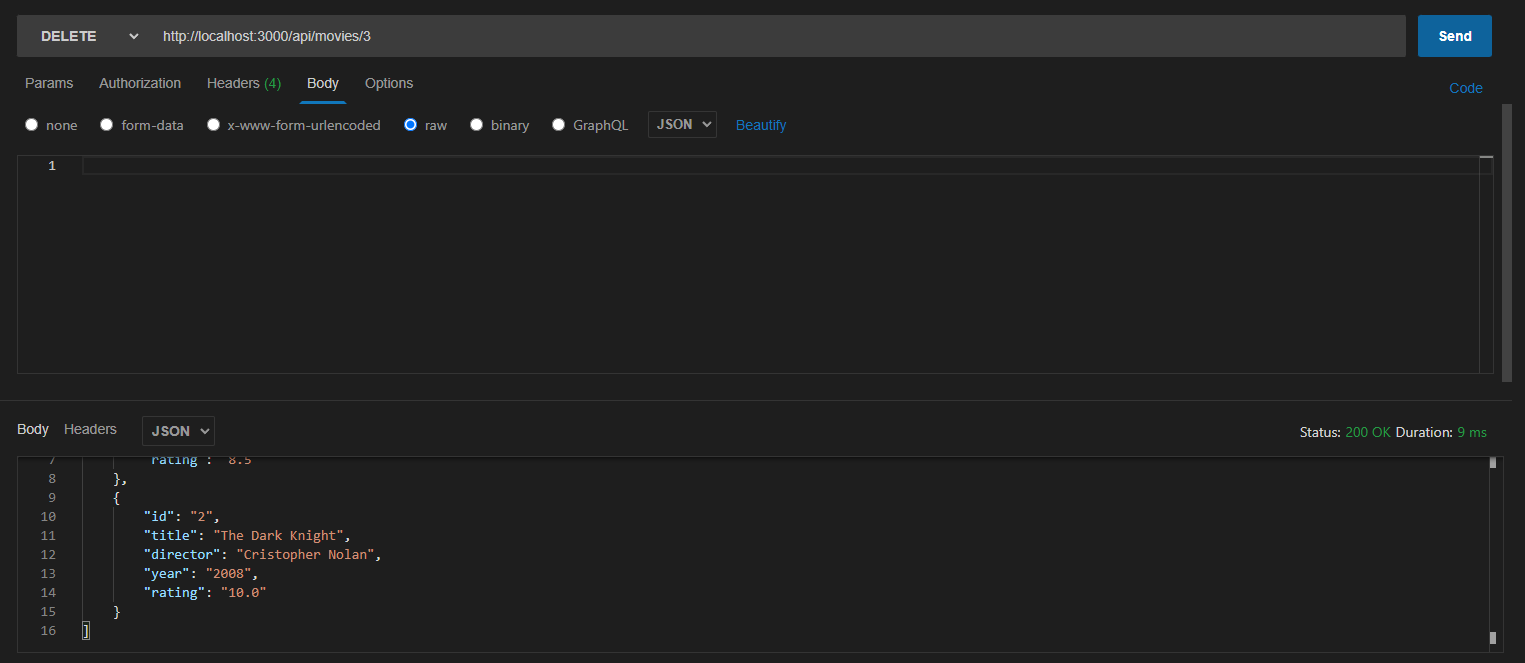 DELETE http://localhost:3000/api/movies/3 Send
Params Authorization Headers (4) Body Options Code
none form-data x-www-form-urlencoded raw binary GraphQL JSON Beautify
1
Body Headers JSON Status: 200 OK Duration: 9 ms
7 "rating": "8.5"
8 },
9 {
10 "id": "2",
11 "title": "The Dark Knight",
12 "director": "Cristopher Nolan",
13 "year": "2008",
14 "rating": "10.0"
15 }
16 ]